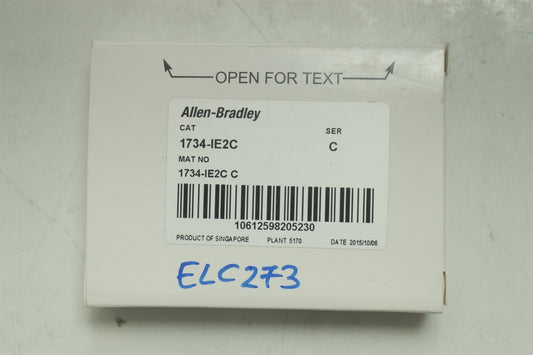 OPEN FOR TEXT
Allen-Bradley
CAT SER
1734-IE2C C
MAT NO
1734-IE2C C
10612598205230
PRODUCT OF SINGAPORE PLANT 5170 DATE 2015/10/06
ELC273